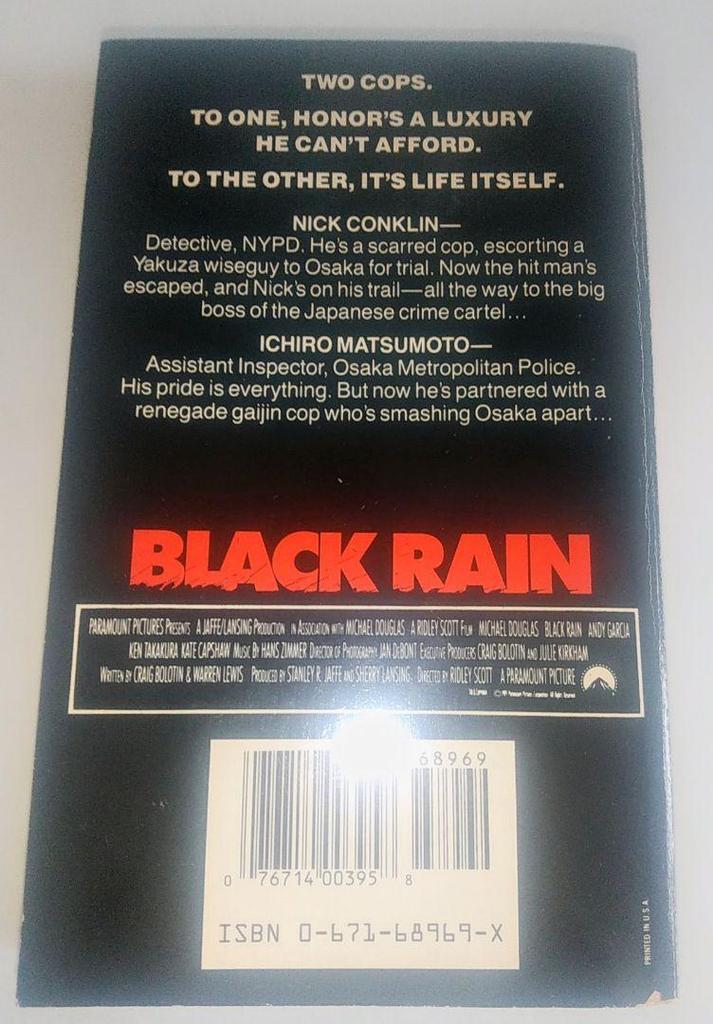 TWO COPS.
TO ONE, HONOR'S A LUXURY
HE CAN'T AFFORD.
TO THE OTHER, IT'S LIFE ITSELF.
NICK CONKLIN—
Detective, NYPD. He's a scarred cop, escorting a
Yakuza wiseguy to Osaka for trial. Now the hit man's
escaped, and Nick's on his trail—all the way to the big
boss of the Japanese crime cartel...
ICHIRO MATSUMOTO—
Assistant Inspector, Osaka Metropolitan Police.
His pride is everything. But now he's partnered with a
renegade gaijin cop who's smashing Osaka apart...
BLACK RAIN
PARAMOUNT PICTURES PRESENTS A JAFFE/LANSING PRODUCTION IN ASSOCIATION WITH MICHAEL DOUGLAS A RIDLEY SCOTT FILM MICHAEL DOUGLAS BLACK RAIN ANDY GARCIA
KEN TAKAKURA KATE CAPSHAW MUSIC BY HANS ZIMMER DIRECTOR OF PHOTOGRAPHY JAN DEBONT EXECUTIVE PRODUCERS CRAIG BOLOTIN AND JULIE KIRKHAM
WRITTEN BY CRAIG BOLOTIN & WARREN LEWIS PRODUCED BY STANLEY R. JAFFE AND SHERRY LANSING DIRECTED BY RIDLEY SCOTT A PARAMOUNT PICTURE
68969
0 76714 00395 8
ISBN 0-671-68969-X
PRINTED IN U.S.A.